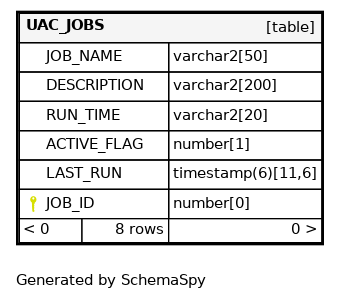 UAC_JOBS [table]
JOB_NAME varchar2[50]
DESCRIPTION varchar2[200]
RUN_TIME varchar2[20]
ACTIVE_FLAG number[1]
LAST_RUN timestamp(6)[11,6]
JOB_ID number[0]
< 0 8 rows 0 >
Generated by SchemaSpy